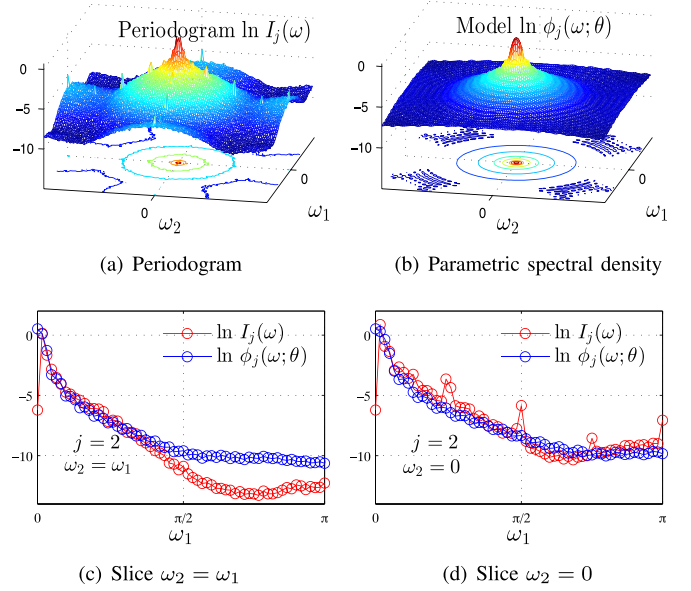 Periodogram ln I_j(ω)
0
−5
−10
0
ω_2
0
ω_1
(a) Periodogram
Model ln ϕ_j(ω; θ)
0
−5
−10
0
ω_2
0
ω_1
(b) Parametric spectral density
0
−5
−10
ln I_j(ω)
ln ϕ_j(ω; θ)
j = 2
ω_2 = ω_1
0
π/2
π
ω_1
(c) Slice ω_2 = ω_1
0
−5
−10
ln I_j(ω)
ln ϕ_j(ω; θ)
j = 2
ω_2 = 0
0
π/2
π
ω_1
(d) Slice ω_2 = 0